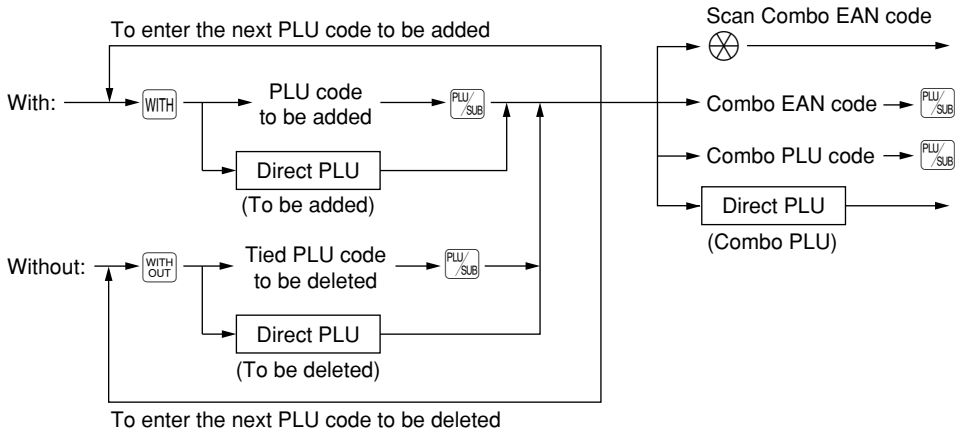 To enter the next PLU code to be added
With:
WITH
PLU code
to be added
PLU/
SUB
Direct PLU
(To be added)
Without:
WITH
OUT
Tied PLU code
to be deleted
PLU/
SUB
Direct PLU
(To be deleted)
To enter the next PLU code to be deleted
Scan Combo EAN code
Combo EAN code
PLU/
SUB
Combo PLU code
PLU/
SUB
Direct PLU
(Combo PLU)